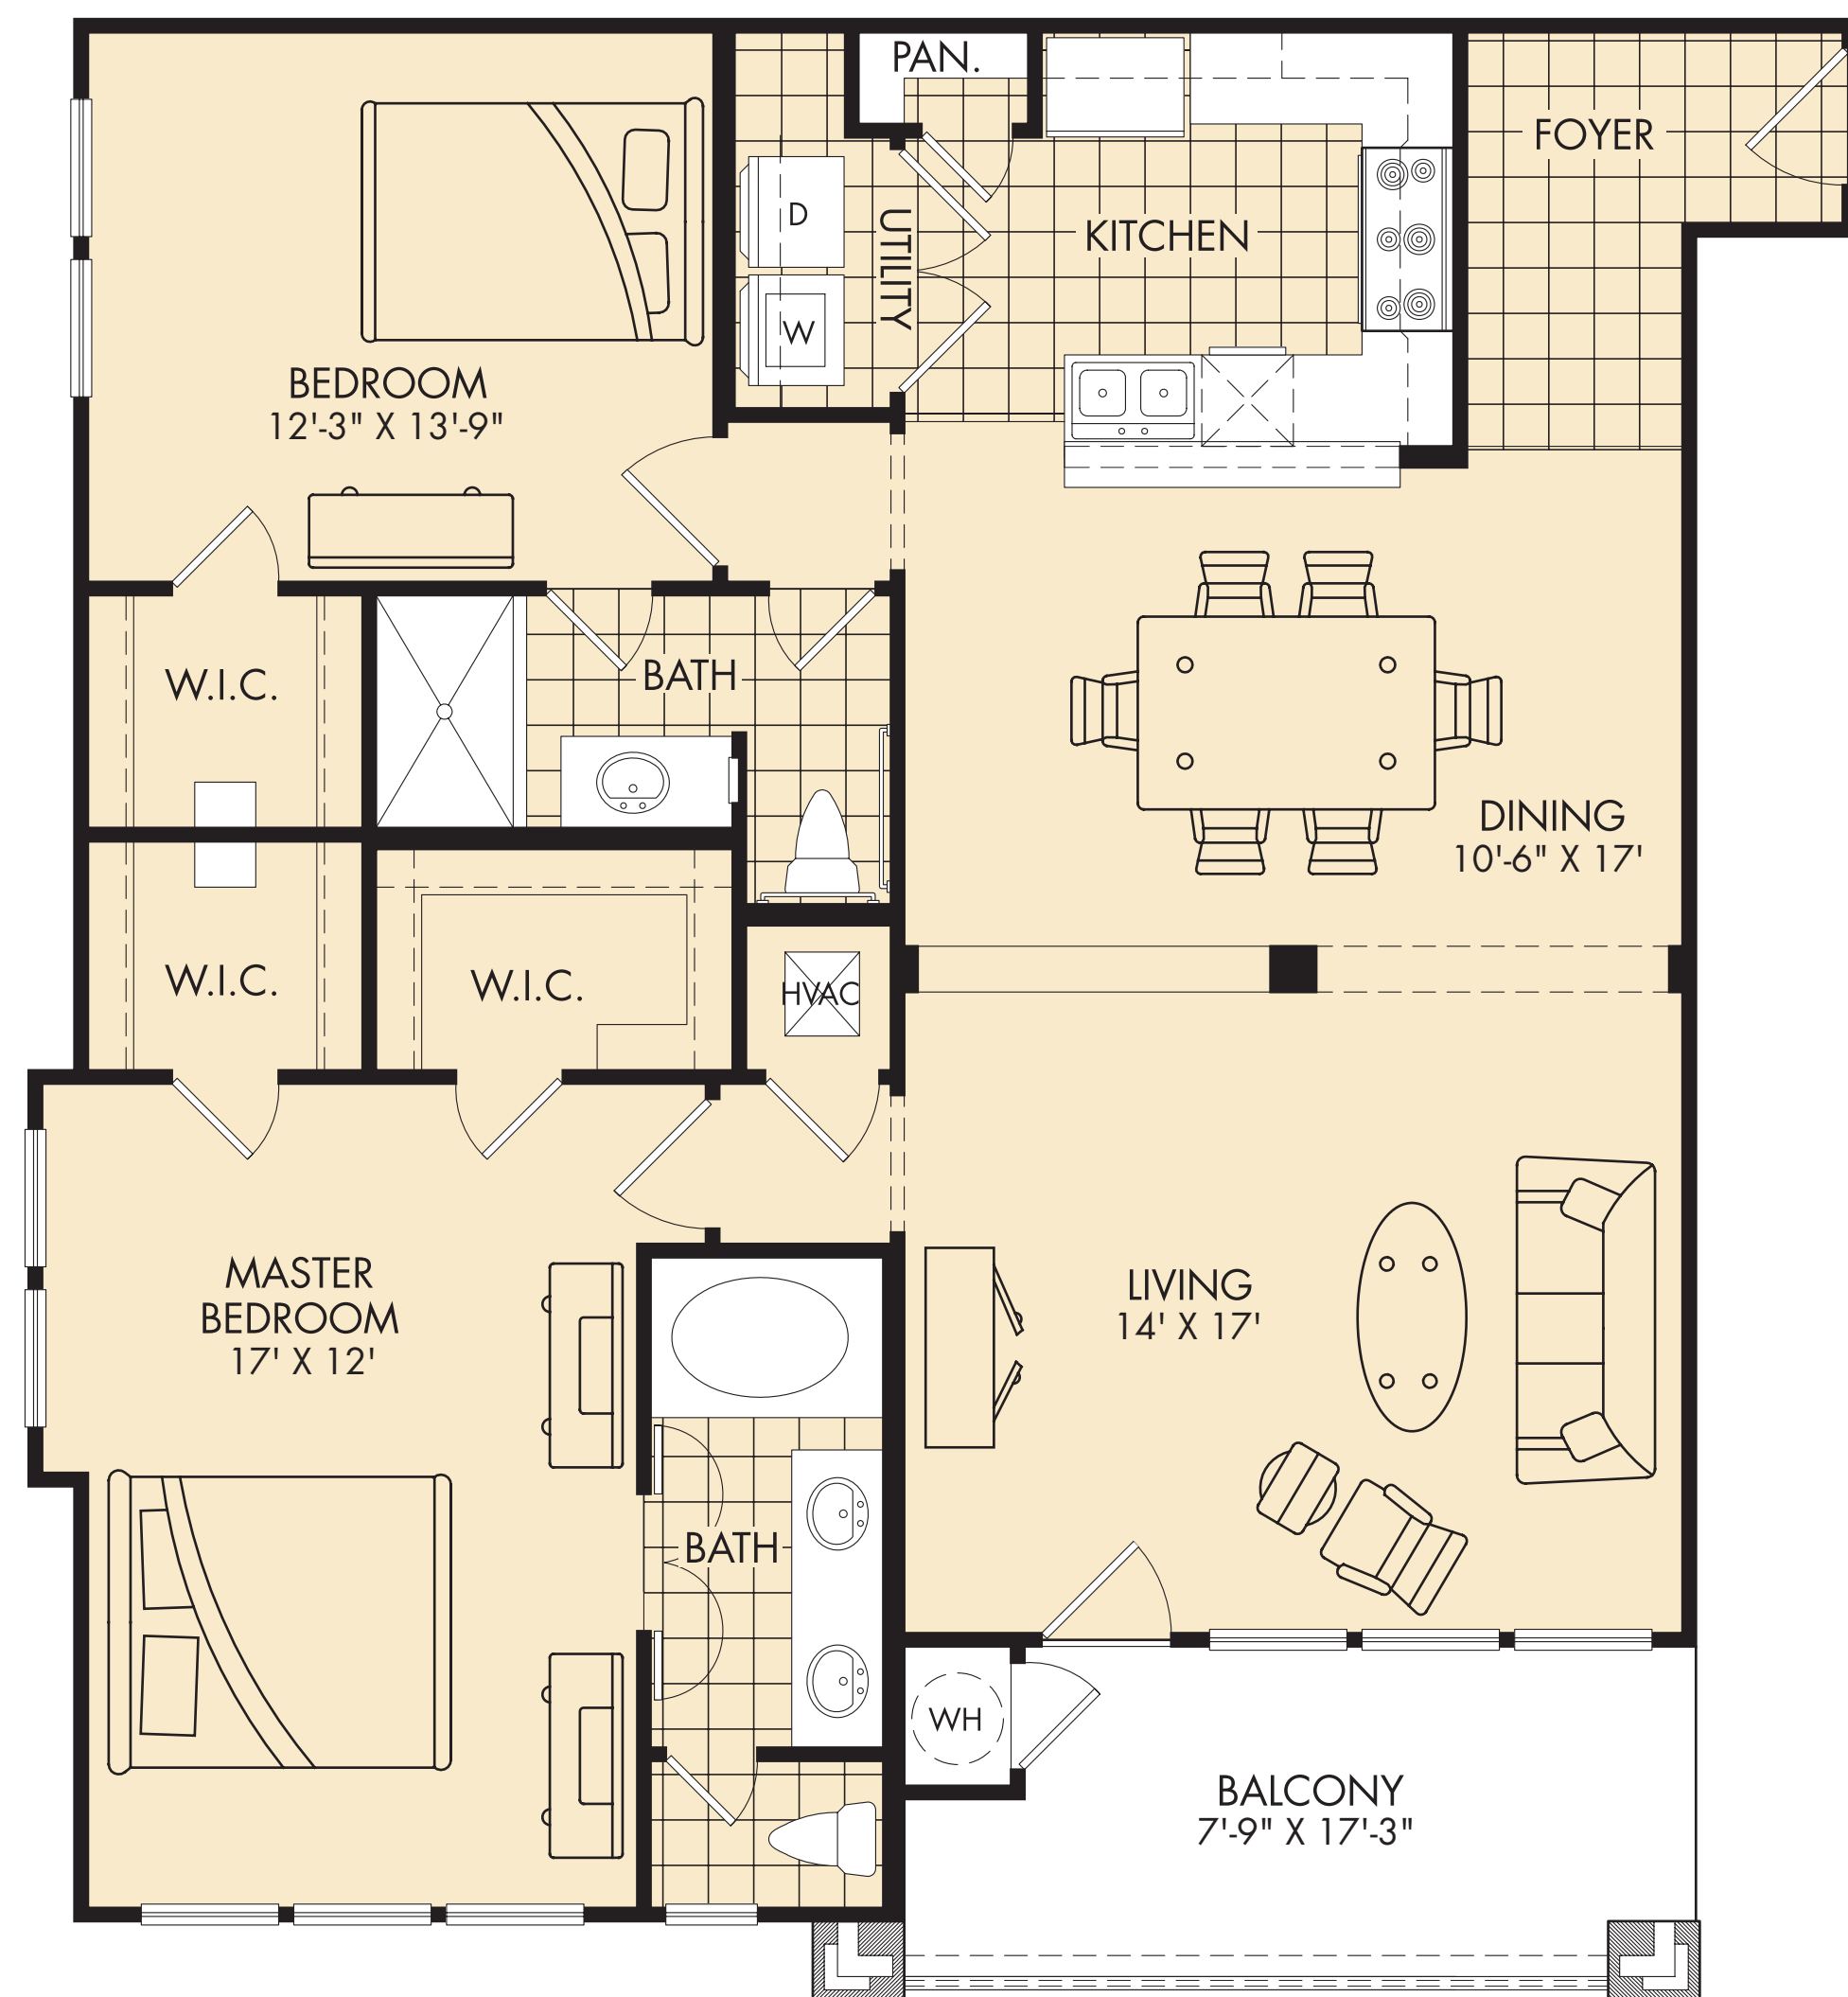 PAN.
FOYER
D
UTILITY
KITCHEN
W
BEDROOM
12'-3" X 13'-9"
W.I.C.
BATH
DINING
10'-6" X 17'
W.I.C.
W.I.C.
HVAC
MASTER
BEDROOM
17' X 12'
LIVING
14' X 17'
BATH
WH
BALCONY
7'-9" X 17'-3"